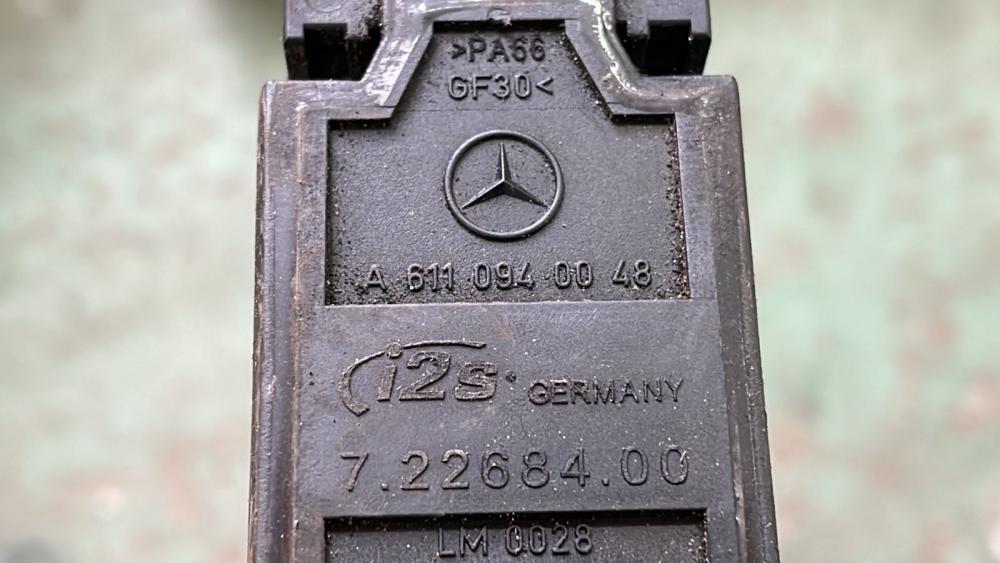 >PA66
GF30<
A 611 094 00 48
i2s GERMANY
7.22684.00
LM 0028